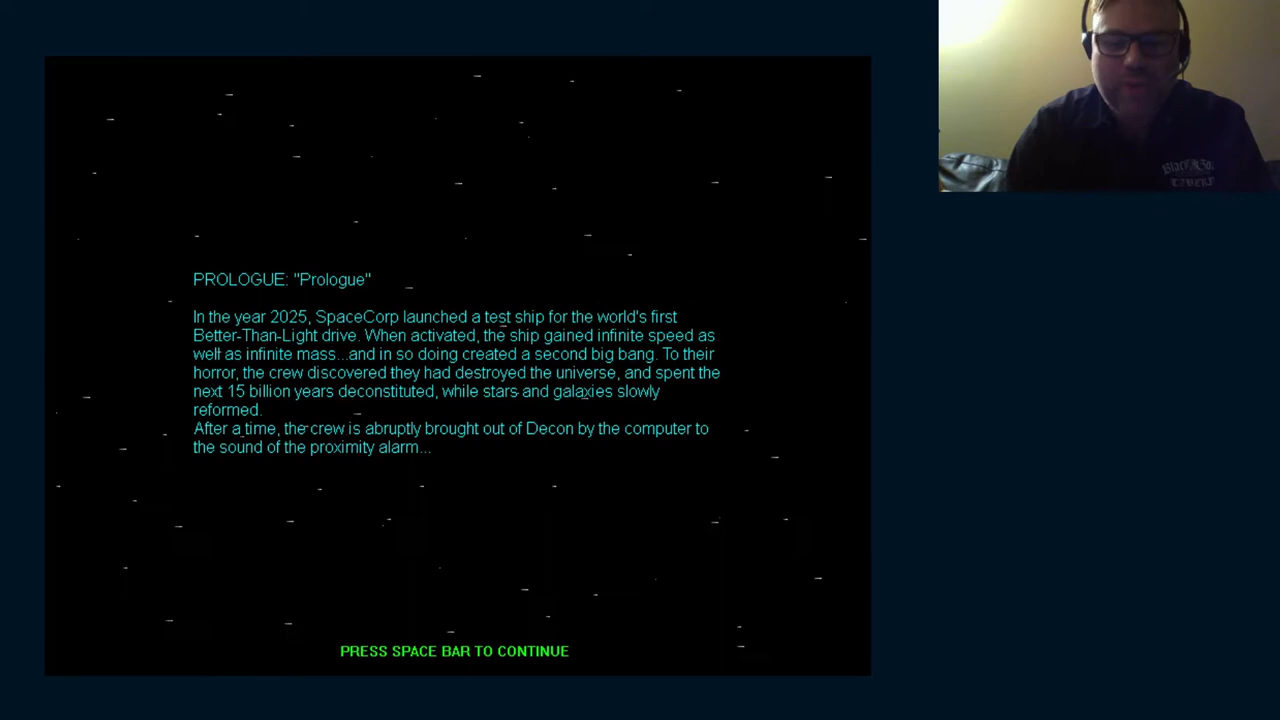 PROLOGUE: "Prologue"
In the year 2025, SpaceCorp launched a test ship for the world's first
Better-Than-Light drive. When activated, the ship gained infinite speed as
well as infinite mass...and in so doing created a second big bang. To their
horror, the crew discovered they had destroyed the universe, and spent the
next 15 billion years deconstituted, while stars and galaxies slowly
reformed.
After a time, the crew is abruptly brought out of Decon by the computer to
the sound of the proximity alarm...
PRESS SPACE BAR TO CONTINUE